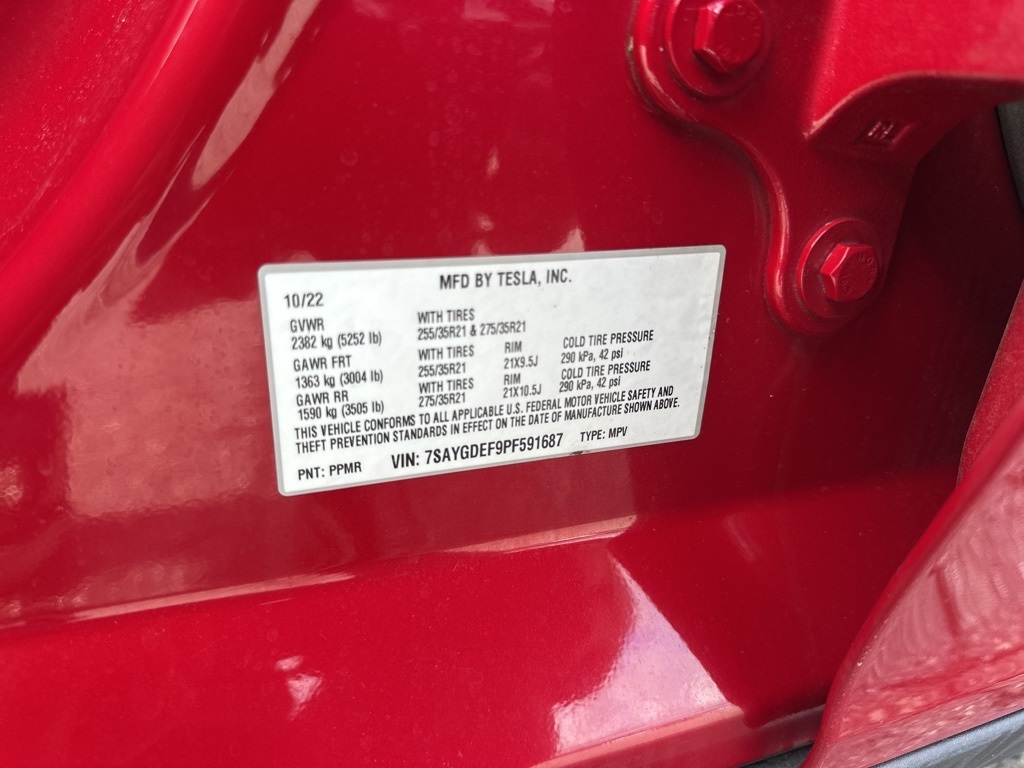 MFD BY TESLA, INC.
10/22
GVWR WITH TIRES
2382 kg (5252 lb) 255/35R21 & 275/35R21
GAWR FRT WITH TIRES RIM COLD TIRE PRESSURE
1363 kg (3004 lb) 255/35R21 21X9.5J 290 kPa, 42 psi
GAWR RR WITH TIRES RIM COLD TIRE PRESSURE
1590 kg (3505 lb) 275/35R21 21X10.5J 290 kPa, 42 psi
THIS VEHICLE CONFORMS TO ALL APPLICABLE U.S. FEDERAL MOTOR VEHICLE SAFETY AND
THEFT PREVENTION STANDARDS IN EFFECT ON THE DATE OF MANUFACTURE SHOWN ABOVE.
PNT: PPMR VIN: 7SAYGDEF9PF591687 TYPE: MPV